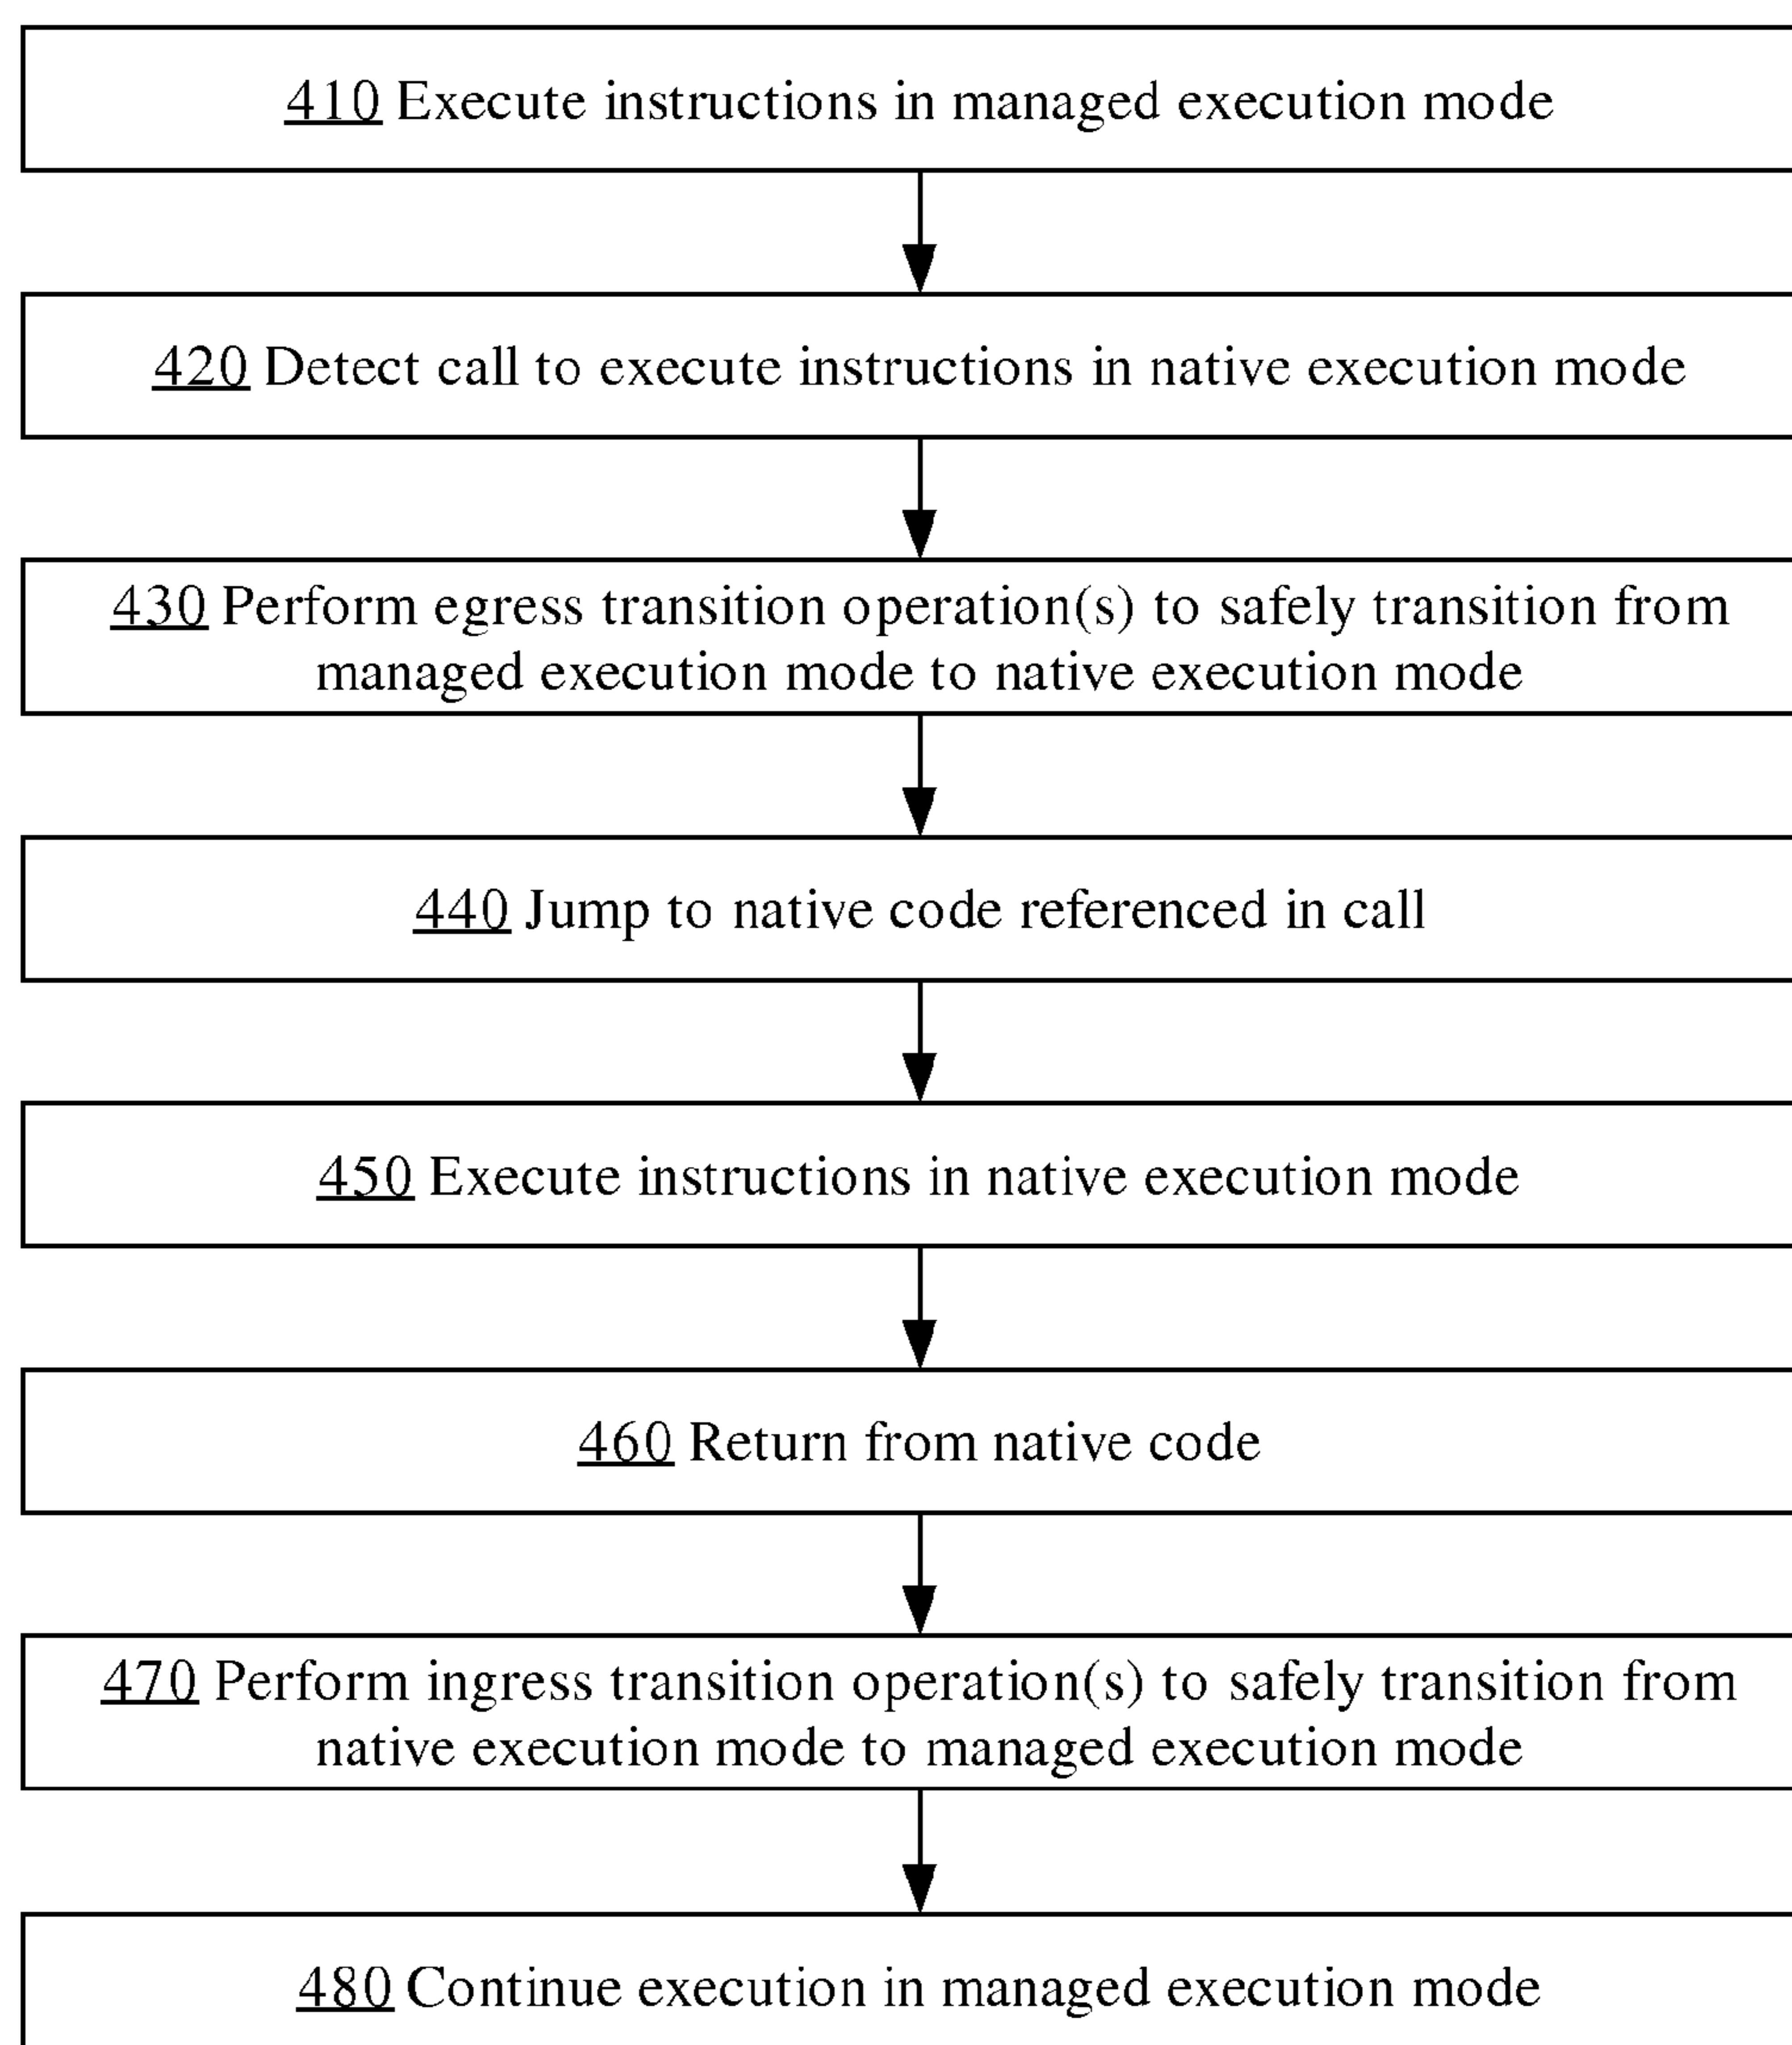 410 Execute instructions in managed execution mode
420 Detect call to execute instructions in native execution mode
430 Perform egress transition operation(s) to safely transition from
managed execution mode to native execution mode
440 Jump to native code referenced in call
450 Execute instructions in native execution mode
460 Return from native code
470 Perform ingress transition operation(s) to safely transition from
native execution mode to managed execution mode
480 Continue execution in managed execution mode